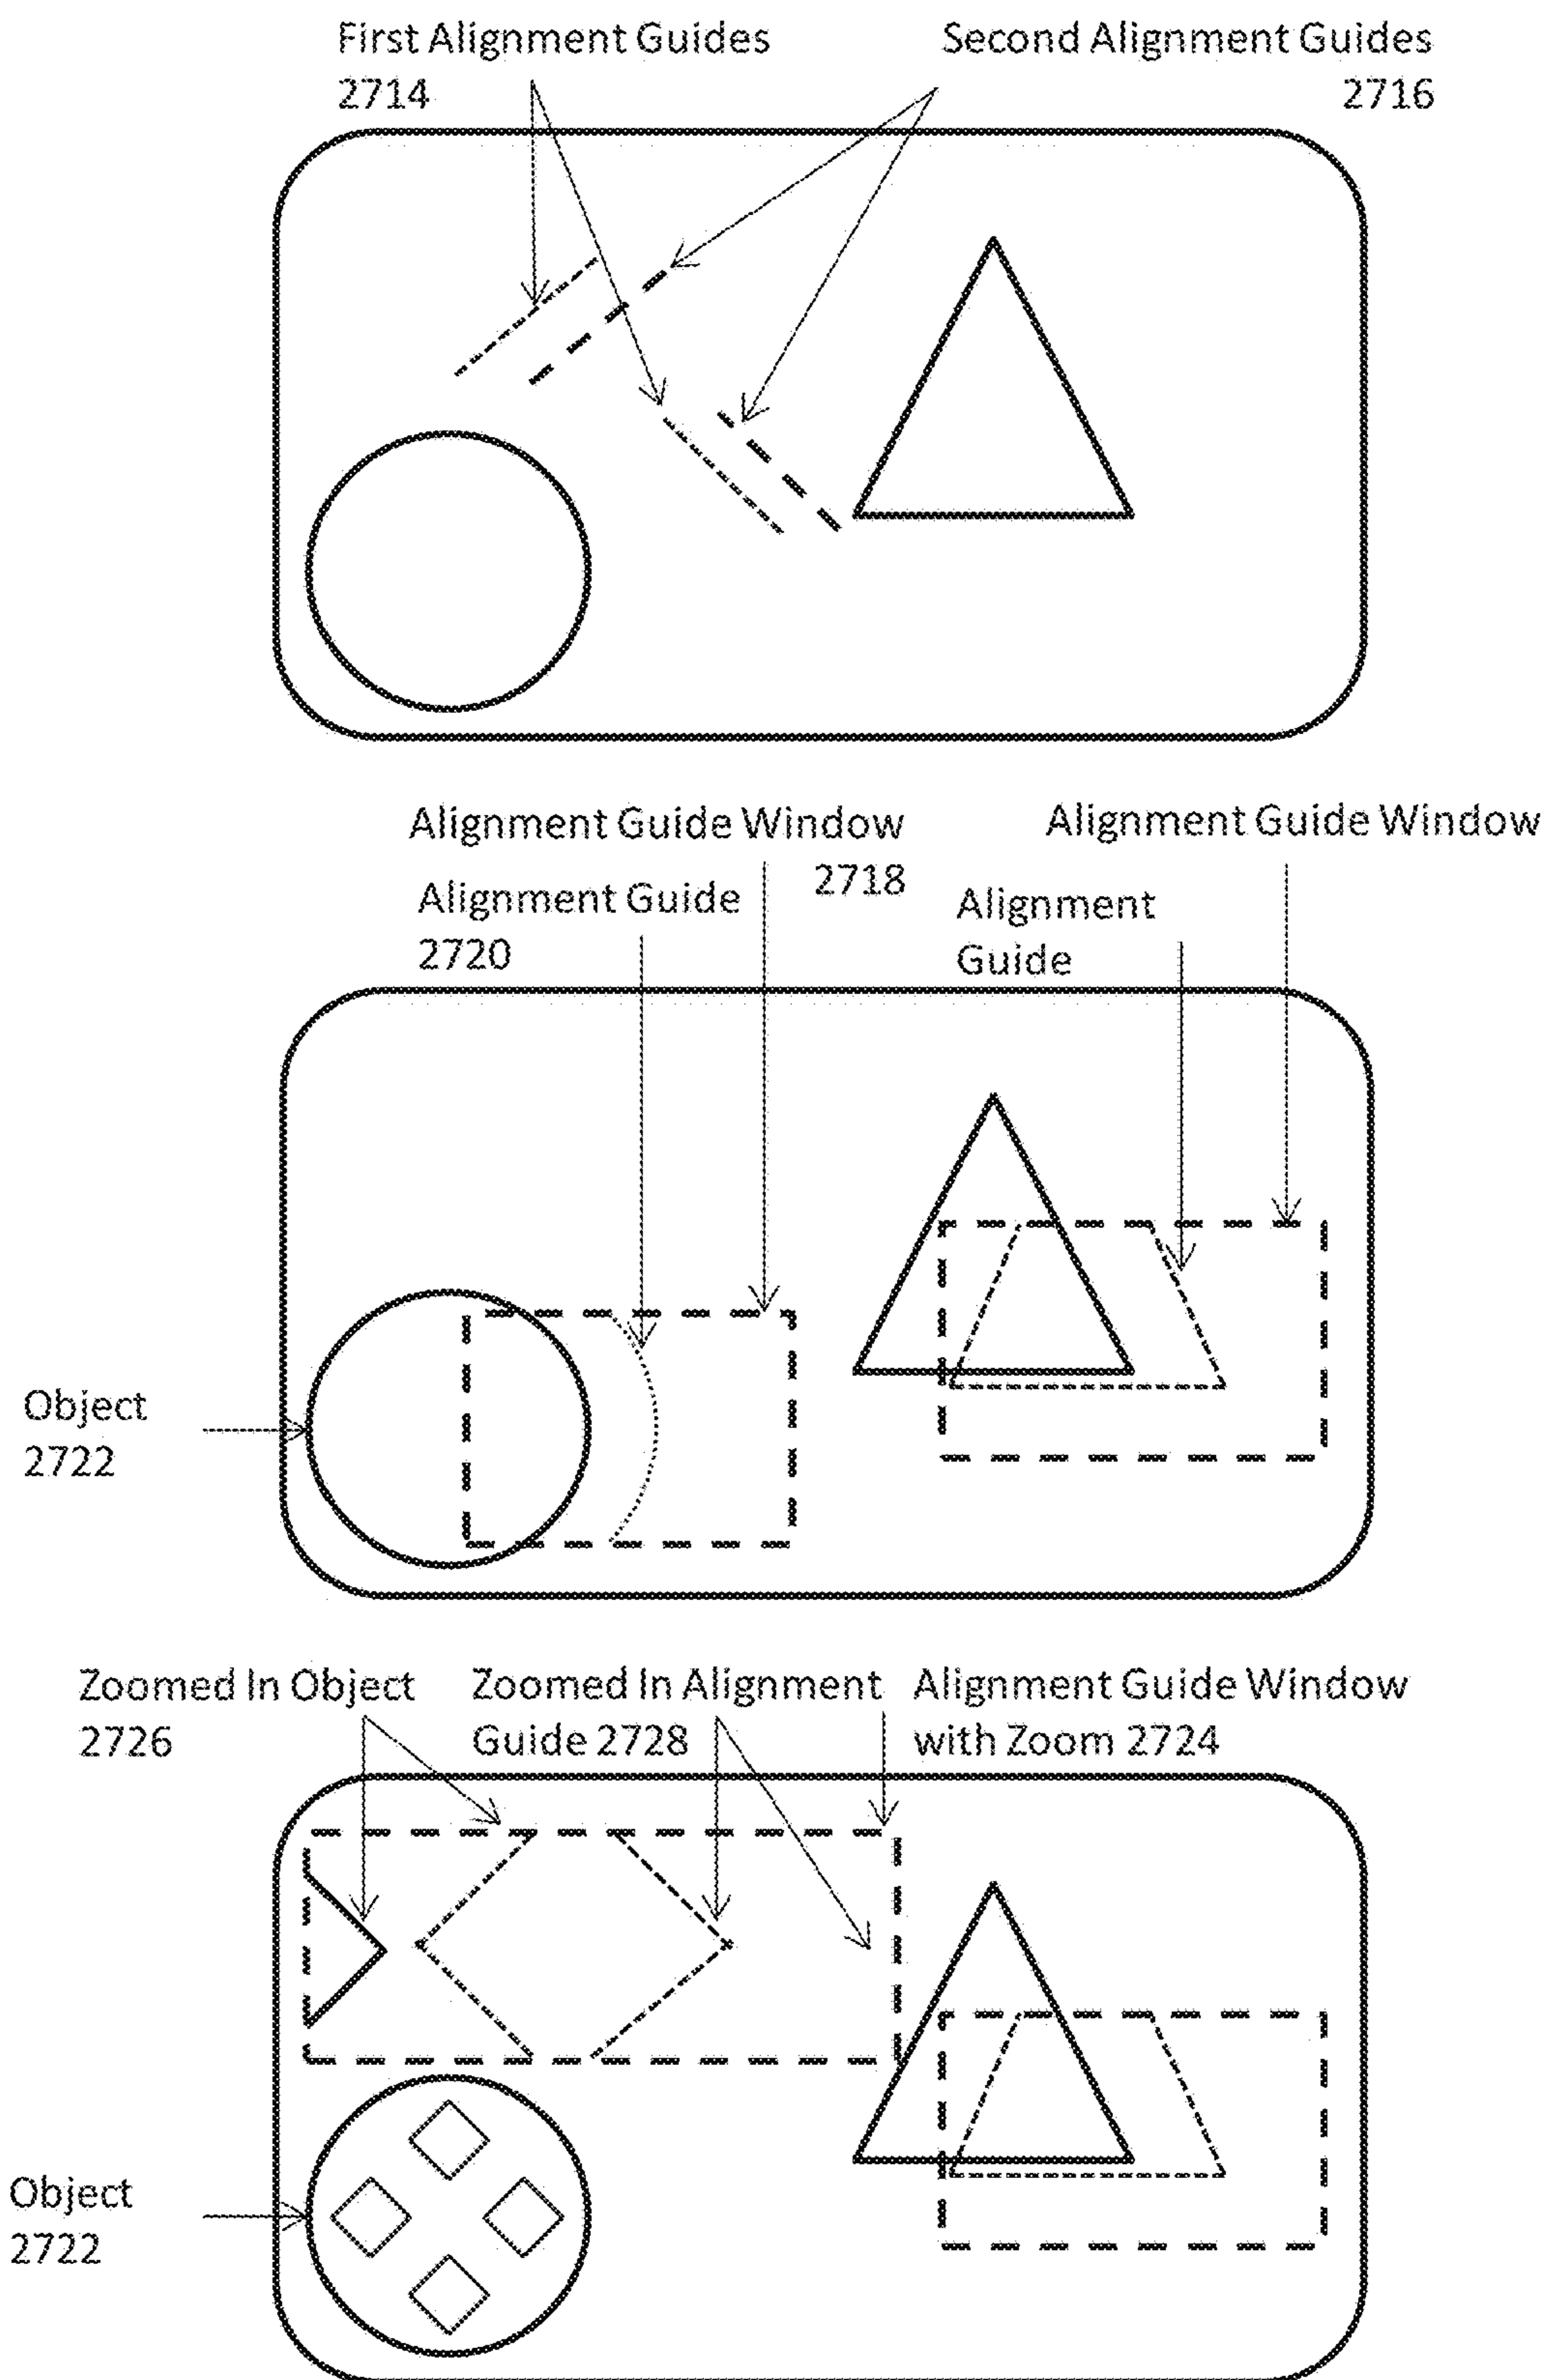 First Alignment Guides
2714
Second Alignment Guides
2716
Alignment Guide Window
2718
Alignment Guide
2720
Alignment Guide Window
Alignment
Guide
Object
2722
Zoomed In Object
2726
Zoomed In Alignment
Guide 2728
Alignment Guide Window
with Zoom 2724
Object
2722